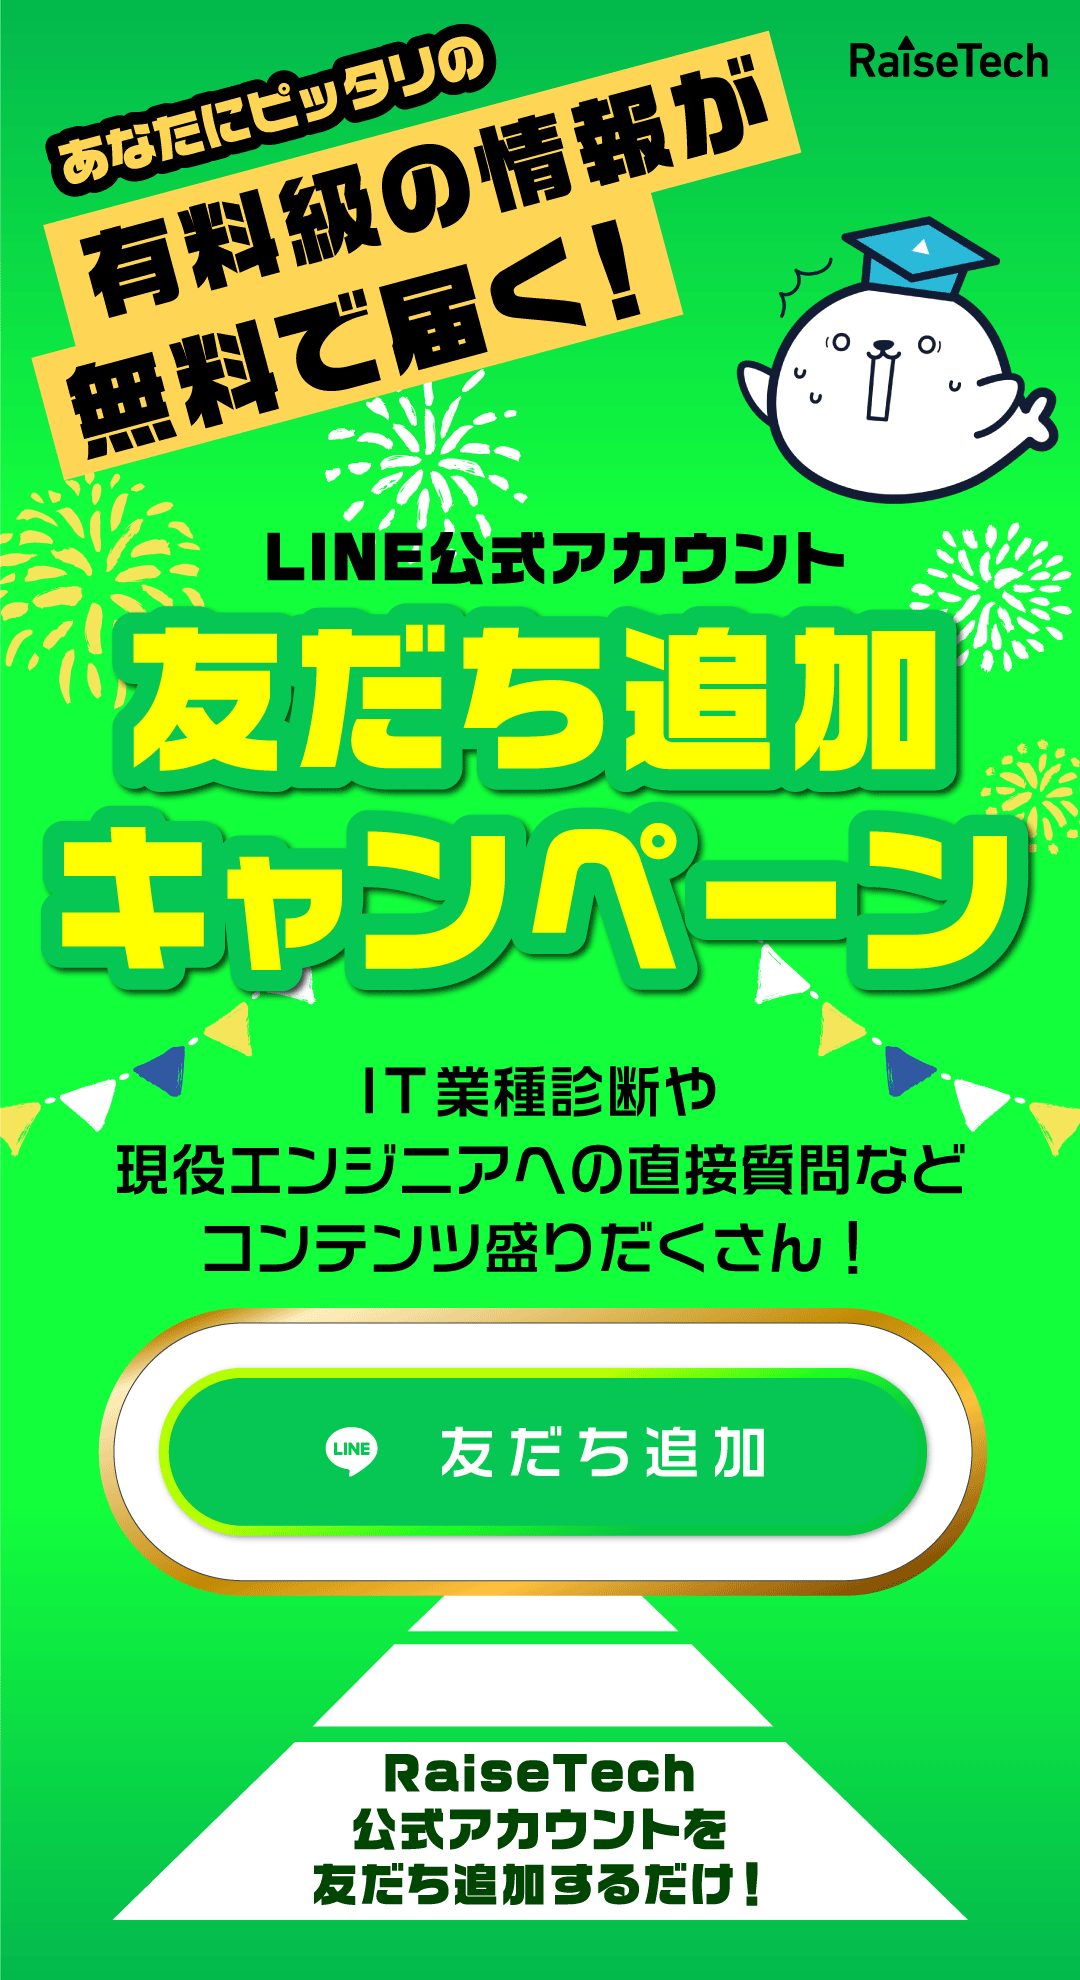 RaiseTech
あなたにピッタリの
有料級の情報が
無料で届く!
LINE公式アカウント
友だち追加
キャンペーン
IT業種診断や
現役エンジニアへの直接質問など
コンテンツ盛りだくさん!
LINE 友だち追加
RaiseTech
公式アカウントを
友だち追加するだけ!